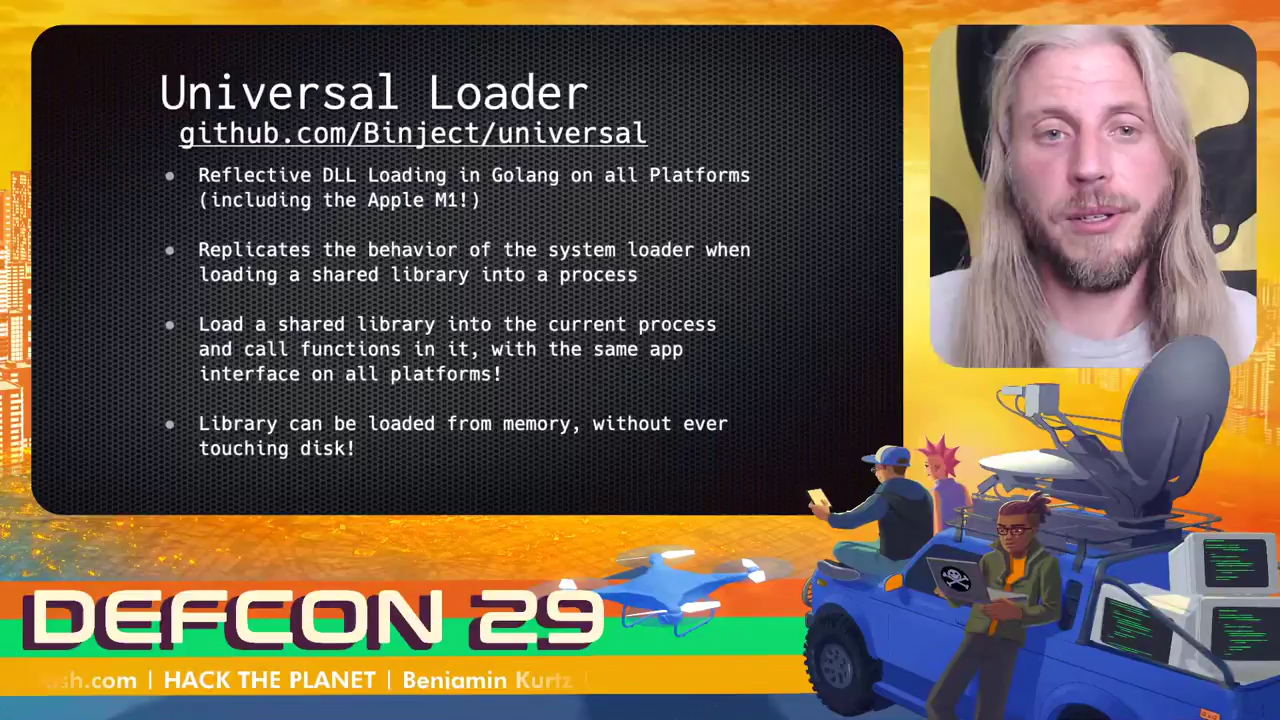 Universal Loader
github.com/Binject/universal
Reflective DLL Loading in Golang on all Platforms
(including the Apple M1!)
Replicates the behavior of the system loader when
loading a shared library into a process
Load a shared library into the current process
and call functions in it, with the same app
interface on all platforms!
Library can be loaded from memory, without ever
touching disk!
DEFCON 29
sh.com | HACK THE PLANET | Benjamin Kurtz